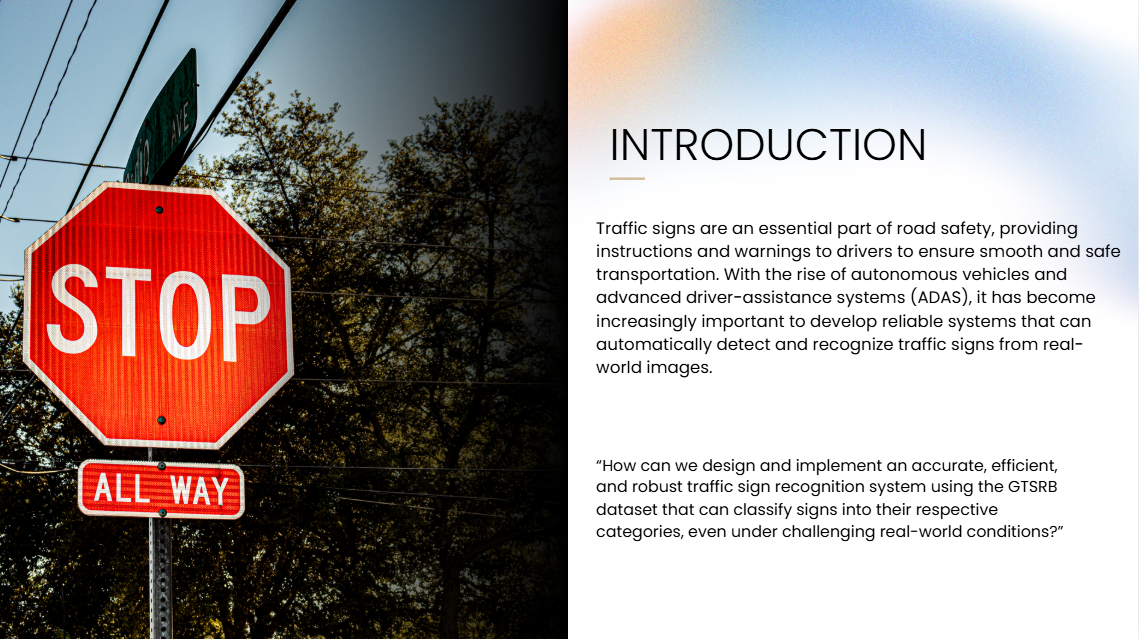 AVE
STOP
ALL WAY
INTRODUCTION
Traffic signs are an essential part of road safety, providing
instructions and warnings to drivers to ensure smooth and safe
transportation. With the rise of autonomous vehicles and
advanced driver-assistance systems (ADAS), it has become
increasingly important to develop reliable systems that can
automatically detect and recognize traffic signs from real-
world images.
“How can we design and implement an accurate, efficient,
and robust traffic sign recognition system using the GTSRB
dataset that can classify signs into their respective
categories, even under challenging real-world conditions?”